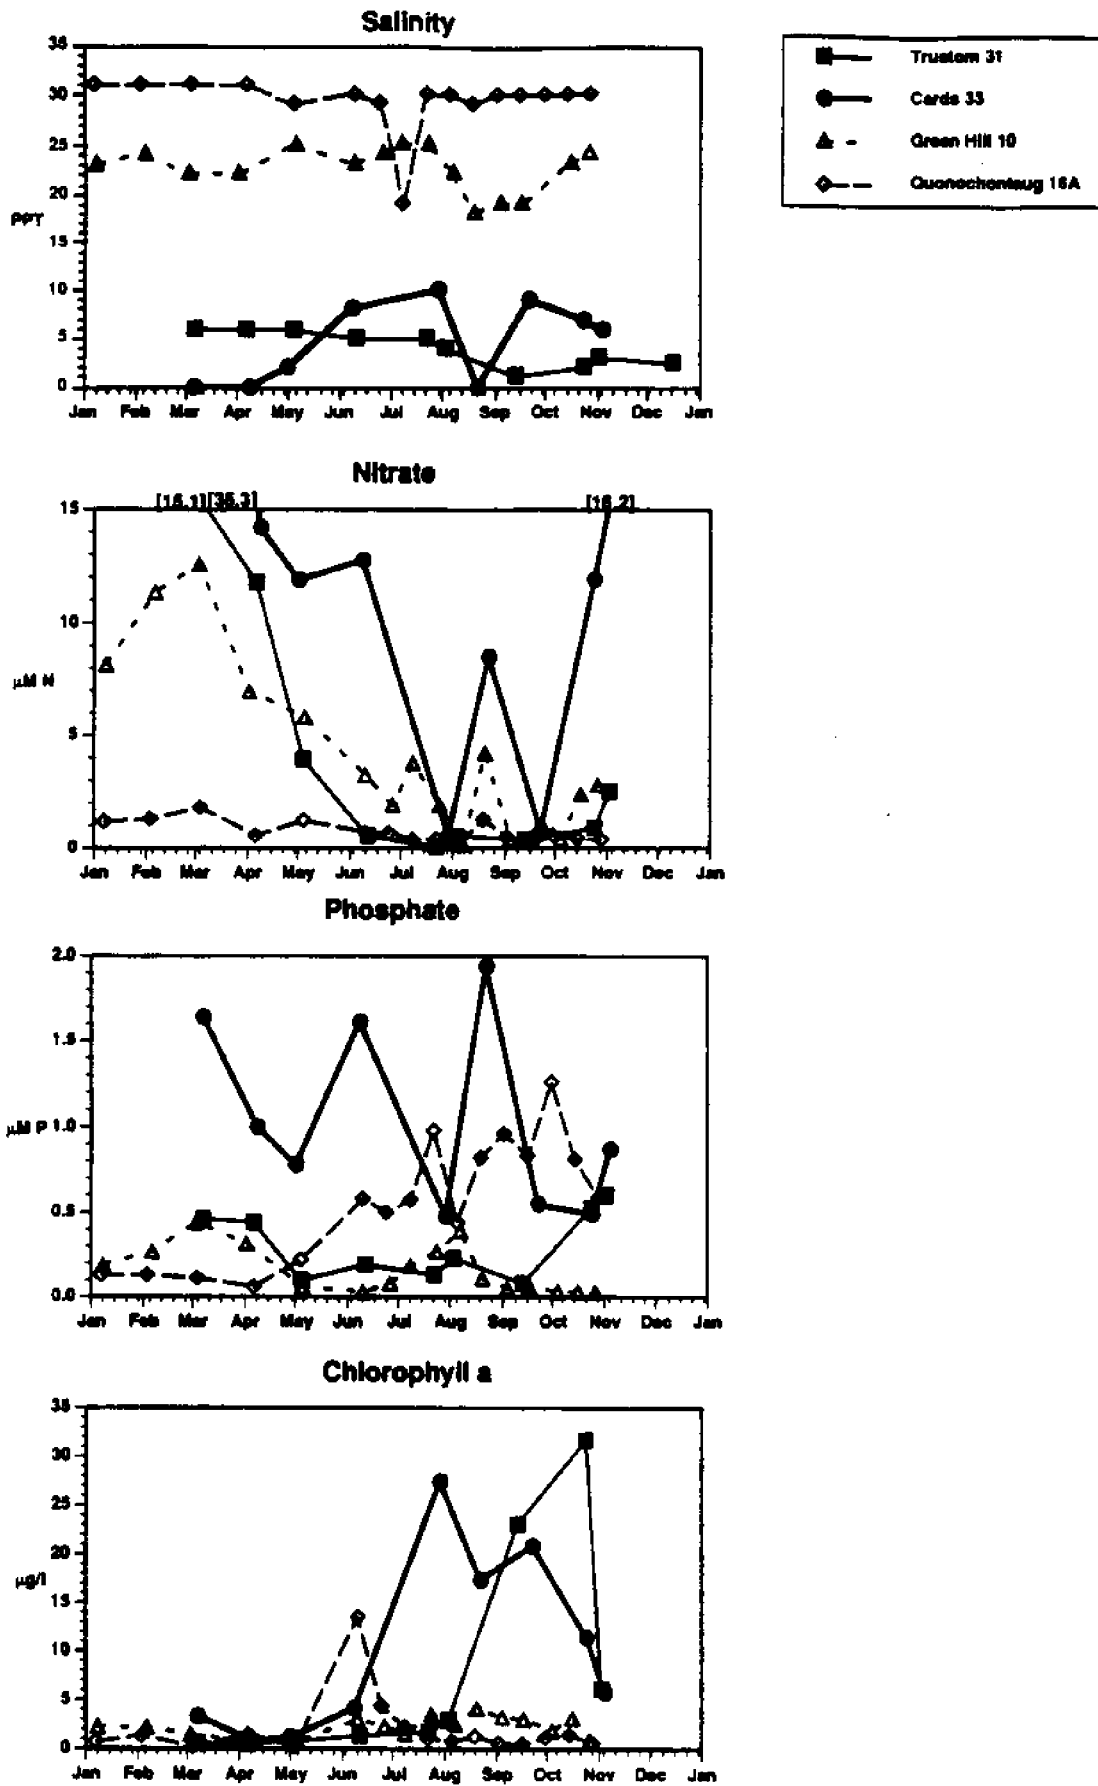 Salinity
Trustom 31
Cards 33
Green Hill 10
Quonochontaug 16A
35
30
25
20
PPT
15
10
5
0
Jan Feb Mar Apr May Jun Jul Aug Sep Oct Nov Dec Jan
Nitrate
[15.1][35.3] [16.2]
15
10
µM N
5
0
Jan Feb Mar Apr May Jun Jul Aug Sep Oct Nov Dec Jan
Phosphate
2.0
1.5
µM P 1.0
0.5
0.0
Jan Feb Mar Apr May Jun Jul Aug Sep Oct Nov Dec Jan
Chlorophyll a
35
30
25
20
µg/l
15
10
5
0
Jan Feb Mar Apr May Jun Jul Aug Sep Oct Nov Dec Jan